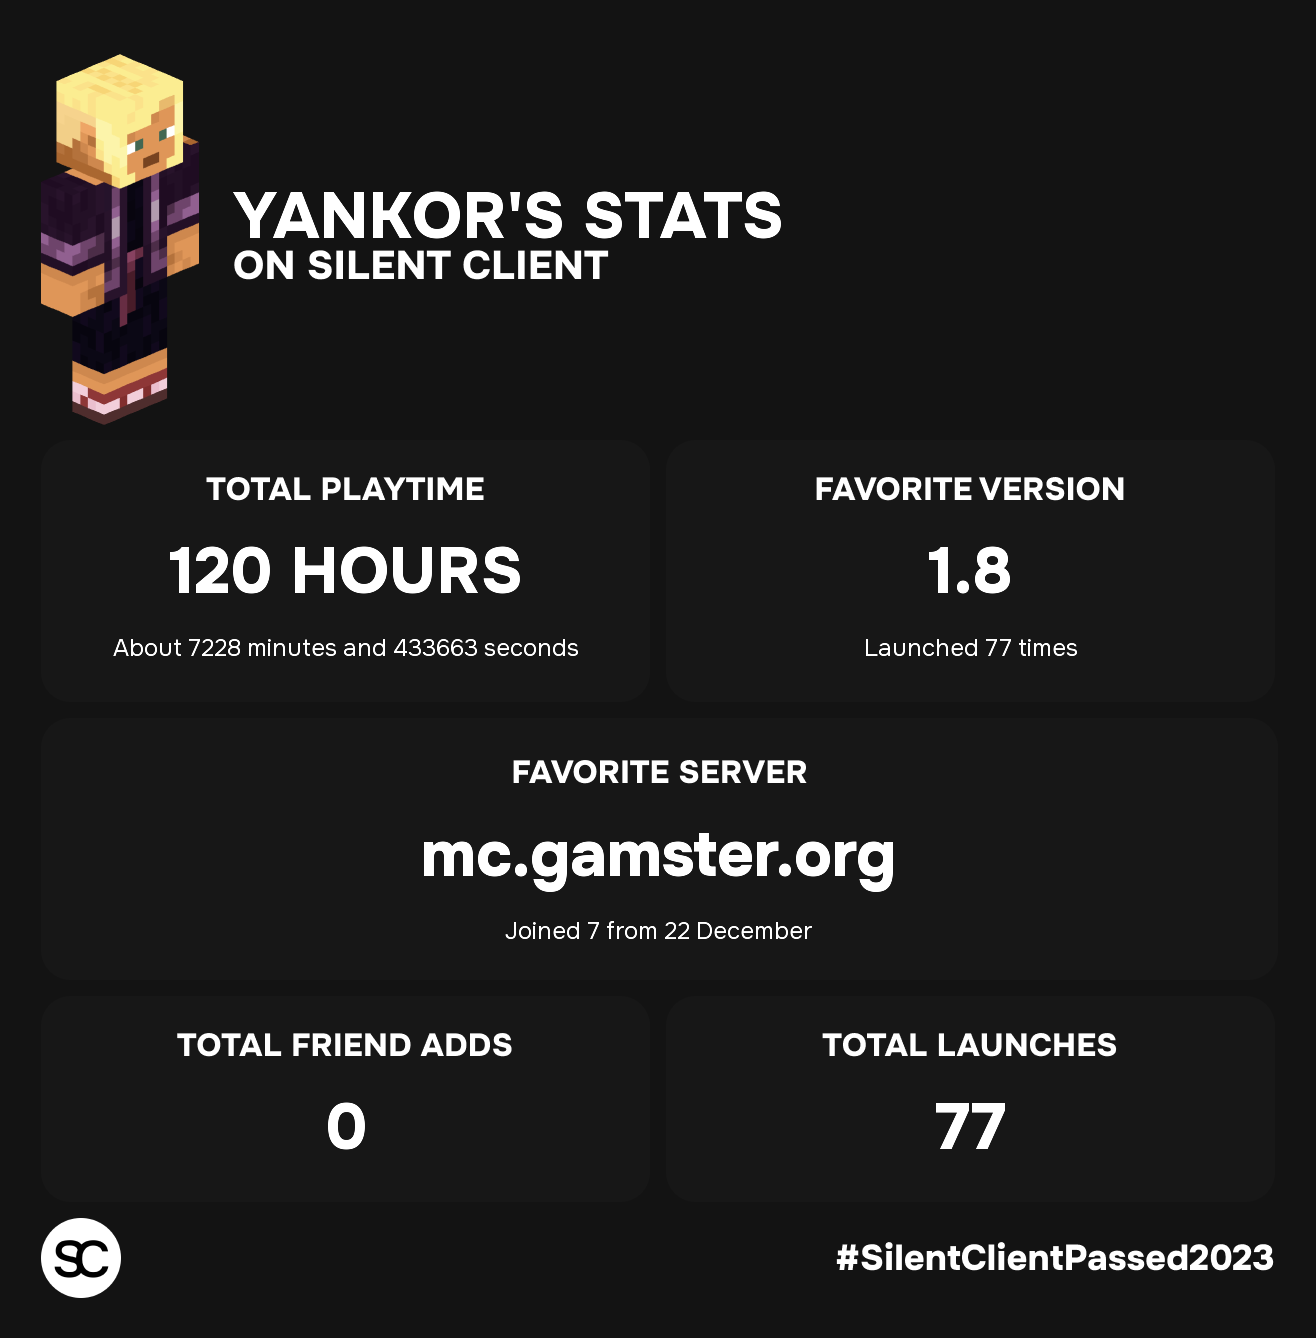 YANKOR'S STATS
ON SILENT CLIENT
TOTAL PLAYTIME
120 HOURS
About 7228 minutes and 433663 seconds
FAVORITE VERSION
1.8
Launched 77 times
FAVORITE SERVER
mc.gamster.org
Joined 7 from 22 December
TOTAL FRIEND ADDS
0
TOTAL LAUNCHES
77
SC
#SilentClientPassed2023